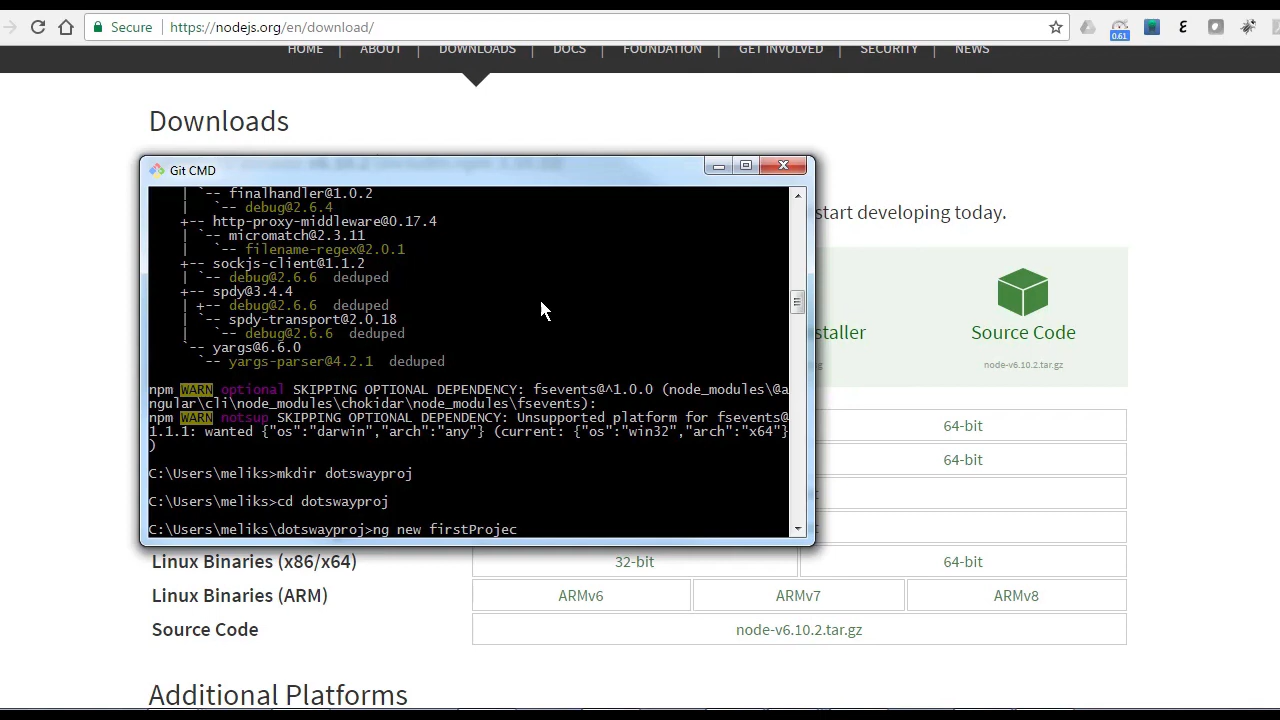 Secure https://nodejs.org/en/download/
0.61
HOME ABOUT DOWNLOADS DOCS FOUNDATION GET INVOLVED SECURITY NEWS
Downloads
start developing today.
Git CMD
| `-- finalhandler@1.0.2
| `-- debug@2.6.4
+-- http-proxy-middleware@0.17.4
| `-- micromatch@2.3.11
| `-- filename-regex@2.0.1
+-- sockjs-client@1.1.2
| `-- debug@2.6.6 deduped
+-- spdy@3.4.4
| +-- debug@2.6.6 deduped
| `-- spdy-transport@2.0.18
| `-- debug@2.6.6 deduped
`-- yargs@6.6.0
`-- yargs-parser@4.2.1 deduped
npm WARN optional SKIPPING OPTIONAL DEPENDENCY: fsevents@^1.0.0 (node_modules\@a
ngular\cli\node_modules\chokidar\node_modules\fsevents):
npm WARN notsup SKIPPING OPTIONAL DEPENDENCY: Unsupported platform for fsevents@
1.1.1: wanted {"os":"darwin","arch":"any"} (current: {"os":"win32","arch":"x64"}
)
C:\Users\meliks>mkdir dotswayproj
C:\Users\meliks>cd dotswayproj
C:\Users\meliks\dotswayproj>ng new firstProjec
staller
Source Code
node-v6.10.2.tar.gz
64-bit
64-bit
Linux Binaries (x86/x64) 32-bit 64-bit
Linux Binaries (ARM) ARMv6 ARMv7 ARMv8
Source Code node-v6.10.2.tar.gz
Additional Platforms